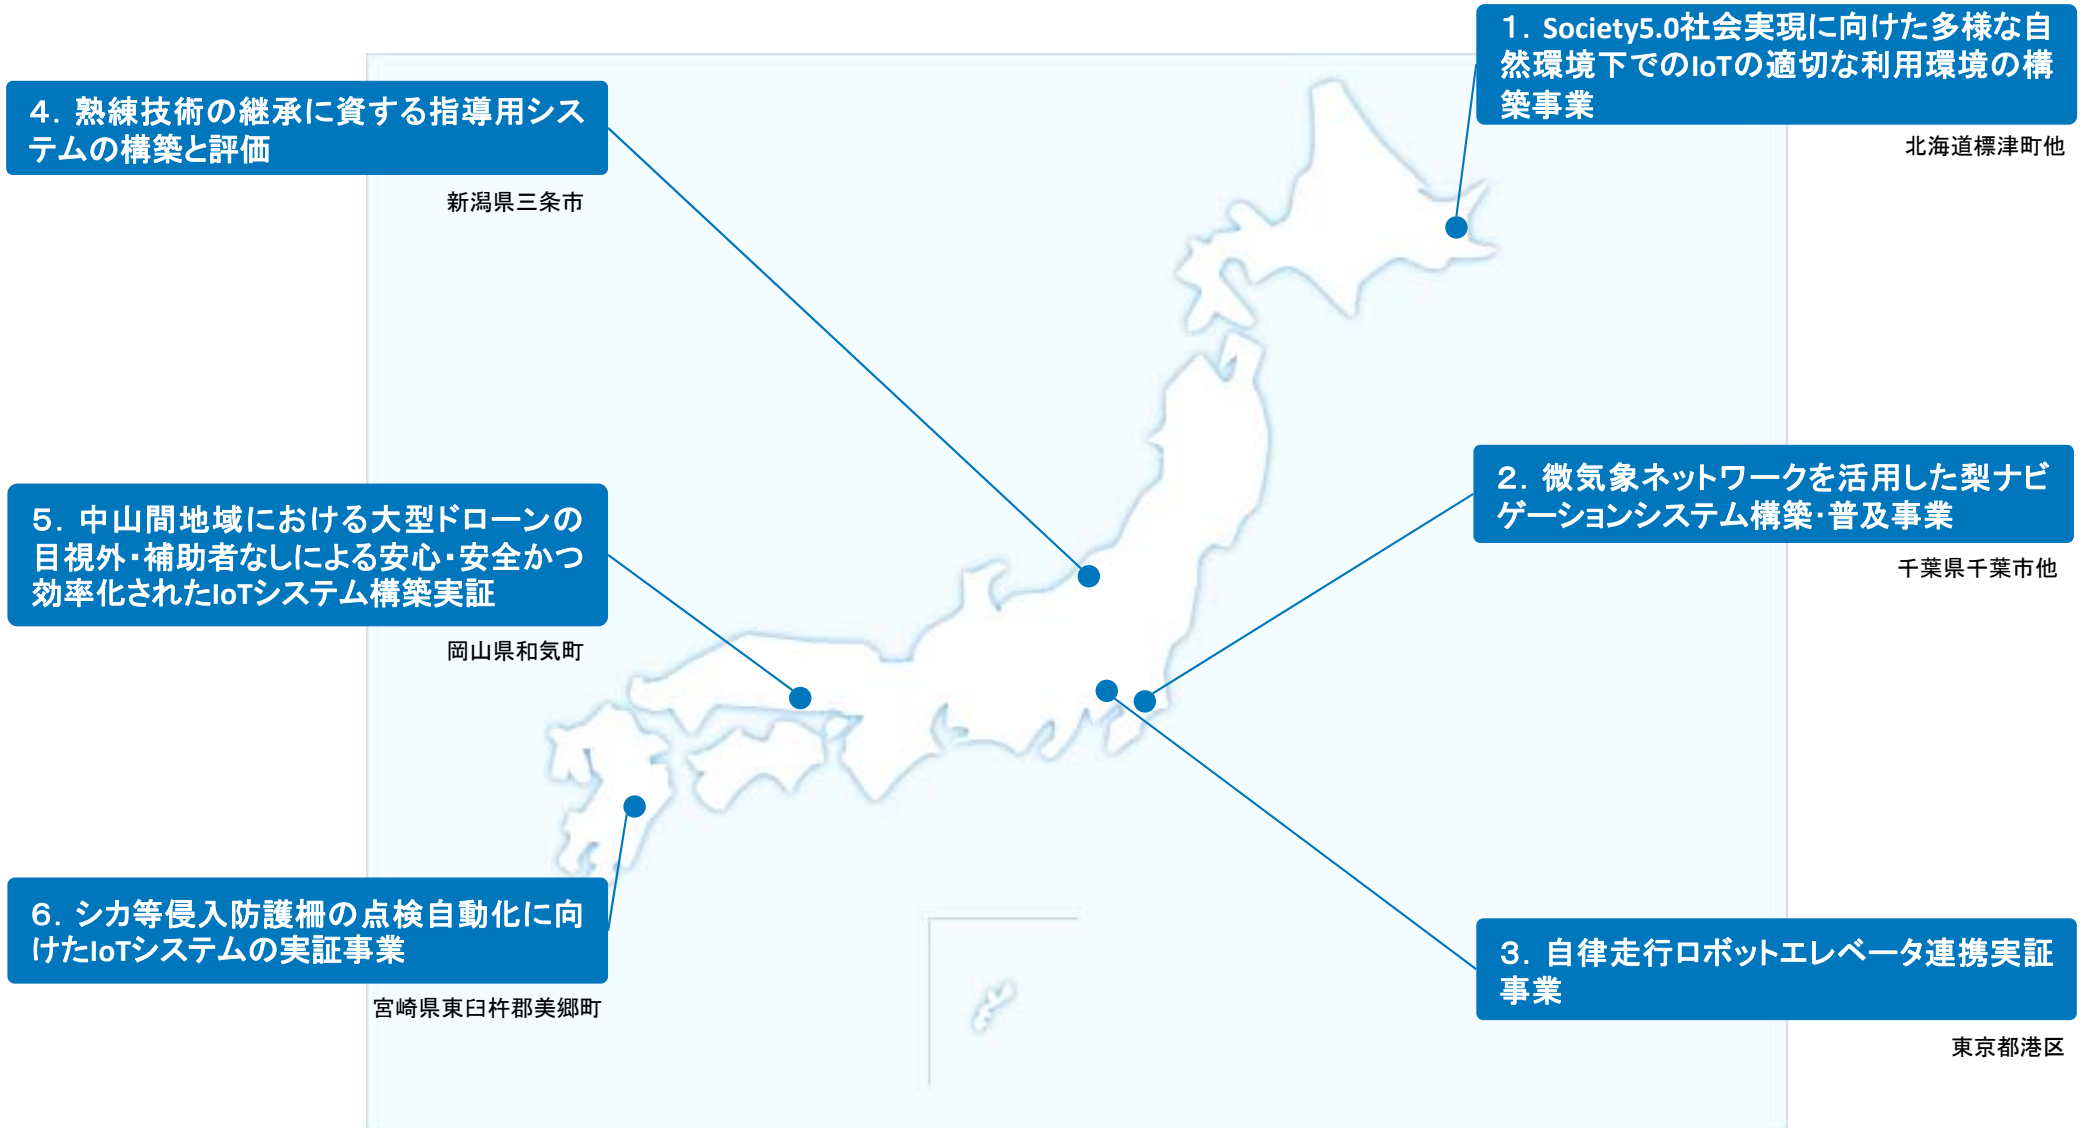 1. Society5.0社会実現に向けた多様な自
然環境下でのIoTの適切な利用環境の構
築事業
北海道標津町他
2. 微気象ネットワークを活用した梨ナビ
ゲーションシステム構築・普及事業
千葉県千葉市他
3. 自律走行ロボットエレベータ連携実証
事業
東京都港区
4. 熟練技術の継承に資する指導用シス
テムの構築と評価
新潟県三条市
5. 中山間地域における大型ドローンの
目視外・補助者なしによる安心・安全かつ
効率化されたIoTシステム構築実証
岡山県和気町
6. シカ等侵入防護柵の点検自動化に向
けたIoTシステムの実証事業
宮崎県東臼杵郡美郷町